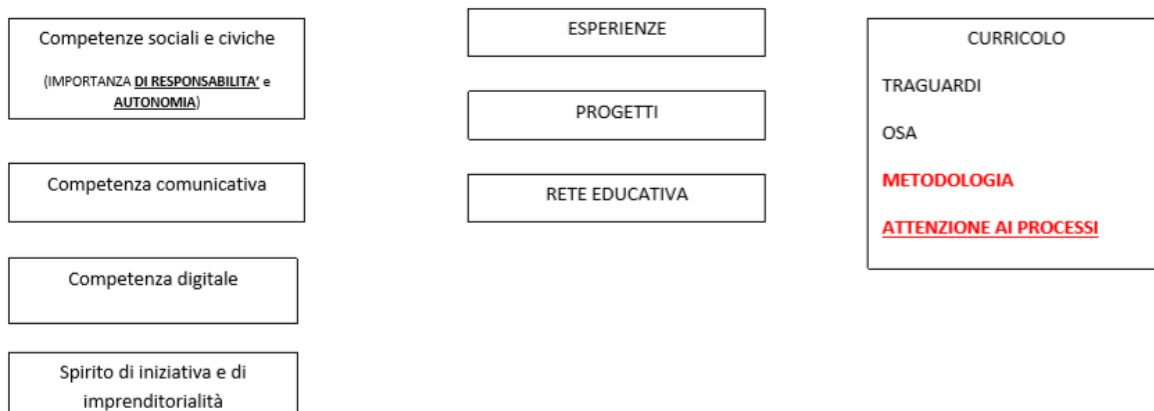 Competenze sociali e civiche
(IMPORTANZA DI RESPONSABILITA' e
AUTONOMIA)
Competenza comunicativa
Competenza digitale
Spirito di iniziativa e di
imprenditorialità
ESPERIENZE
PROGETTI
RETE EDUCATIVA
CURRICOLO
TRAGUARDI
OSA
METODOLOGIA
ATTENZIONE AI PROCESSI